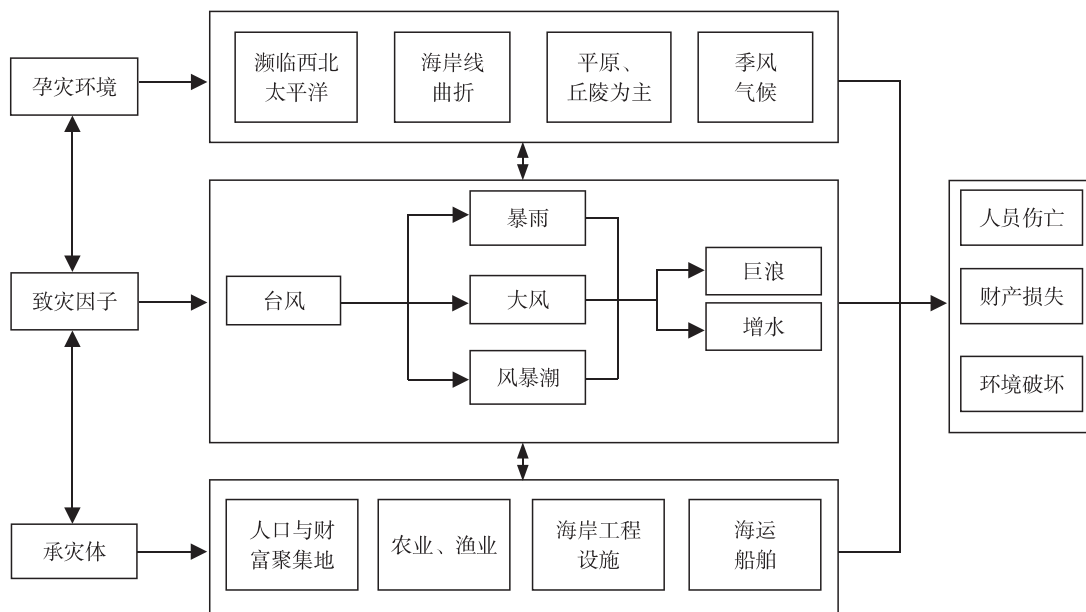 孕灾环境
濒临西北
太平洋
海岸线
曲折
平原、
丘陵为主
季风
气候
致灾因子
台风
暴雨
大风
风暴潮
巨浪
增水
承灾体
人口与财
富聚集地
农业、渔业
海岸工程
设施
海运
船舶
人员伤亡
财产损失
环境破坏